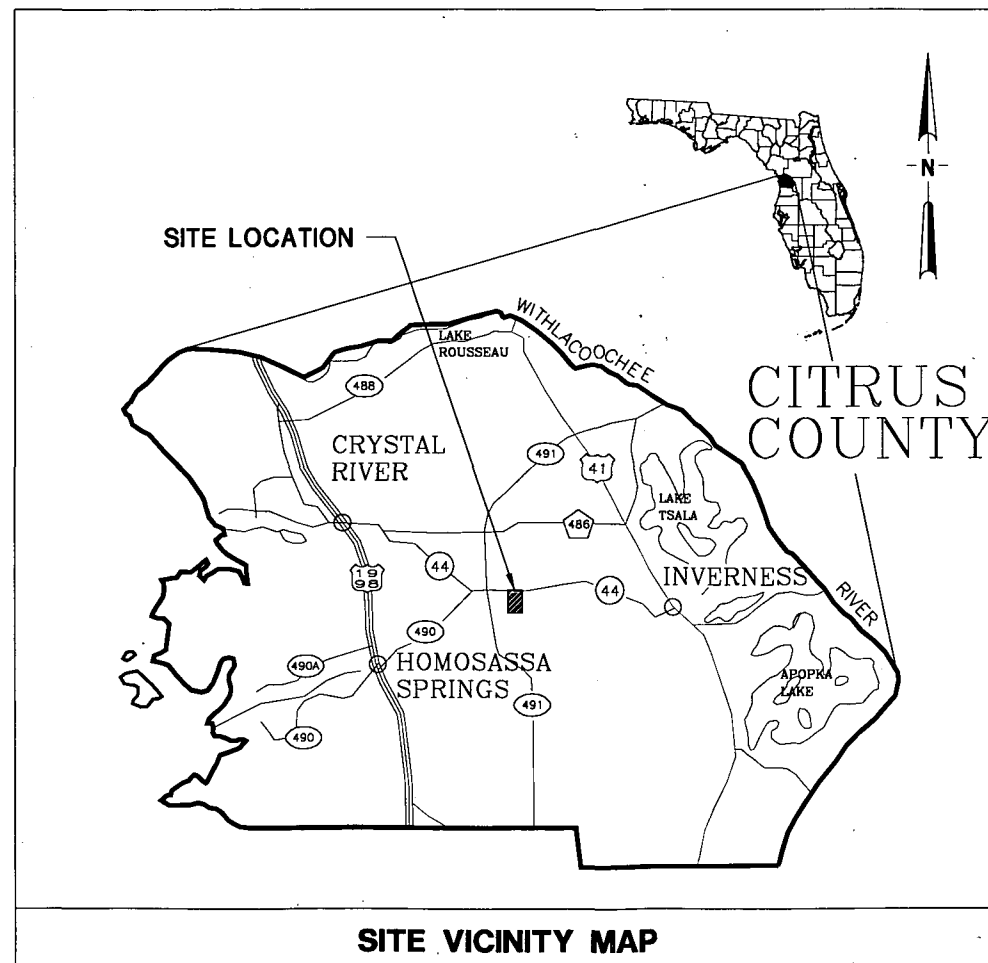 N
SITE LOCATION
LAKE
ROUSSEAU
WITHLACOOCHEE
CITRUS
COUNTY
488
CRYSTAL
RIVER
491
41
LAKE
TSALA
486
44
19
98
INVERNESS
44
RIVER
490
490A
HOMOSASSA
SPRINGS
APOPKA
LAKE
491
490
SITE VICINITY MAP